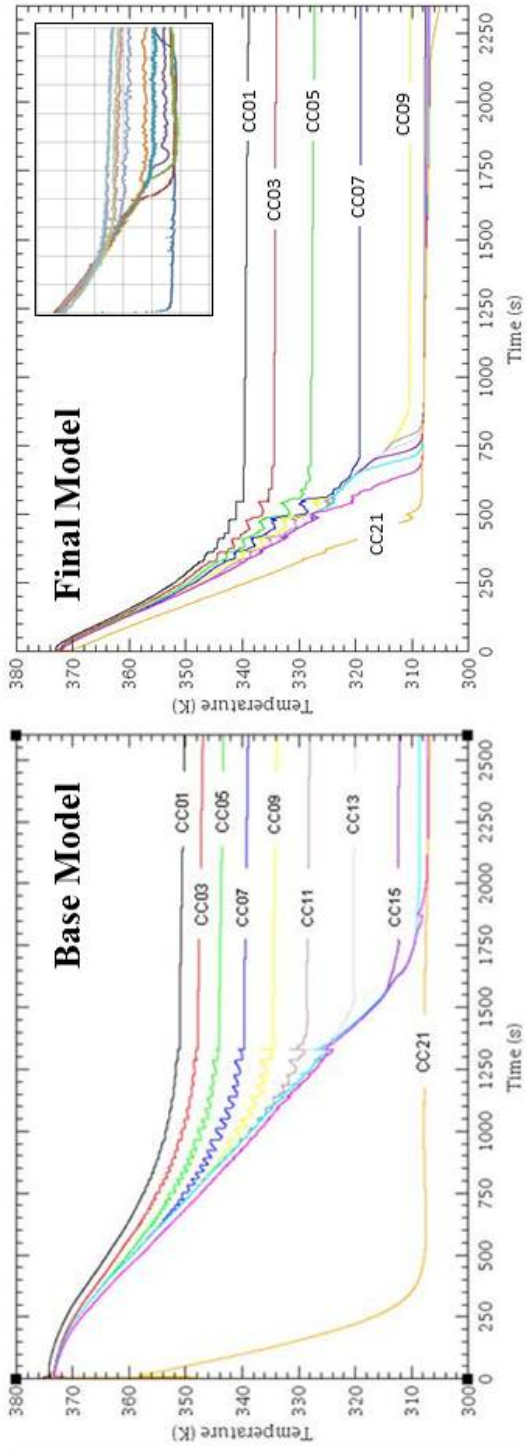 Base Model
Temperature (K)
380
370
360
350
340
330
320
310
300
CC01
CC03
CC05
CC07
CC09
CC11
CC13
CC15
CC21
0 250 500 750 1000 1250 1500 1750 2000 2250 2500
Time (s)
Final Model
Temperature (K)
380
370
360
350
340
330
320
310
300
CC01
CC03
CC05
CC07
CC09
CC21
0 250 500 750 1000 1250 1500 1750 2000 2250
Time (s)